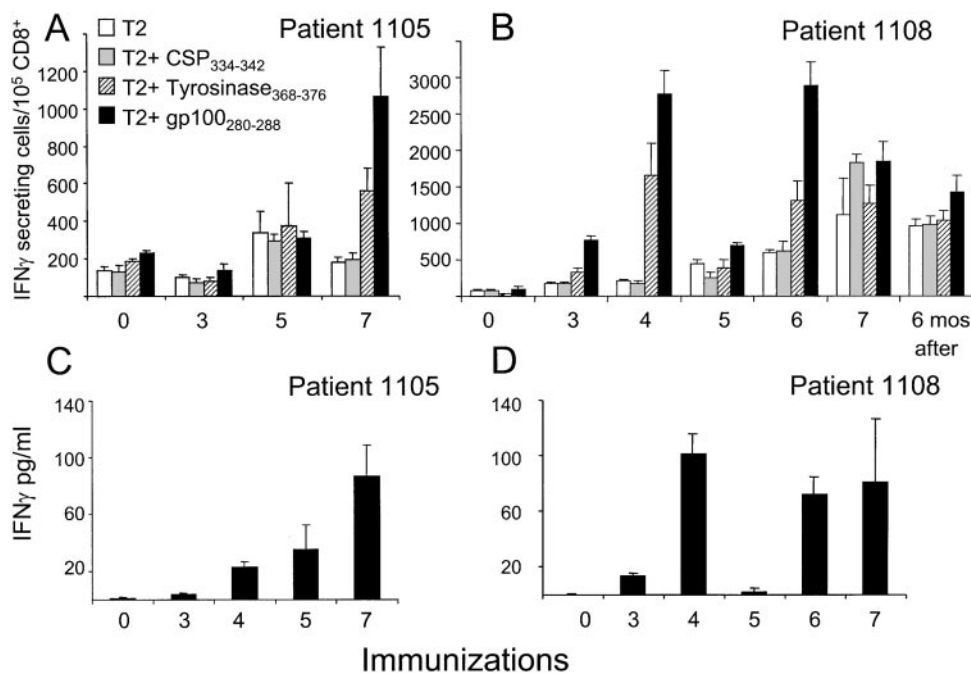 A
Patient 1105
T2
T2+ CSP334-342
T2+ Tyrosinase368-376
T2+ gp100280-288
IFNγ secreting cells/10⁵ CD8⁺
1400
1200
1000
800
600
400
200
0 3 5 7
B
Patient 1108
3000
2500
2000
1500
1000
500
0 3 4 5 6 7 6 mos
after
C
Patient 1105
IFNγ pg/ml
140
100
60
20
0 3 4 5 7
D
Patient 1108
140
100
60
20
0 3 4 5 6 7
Immunizations